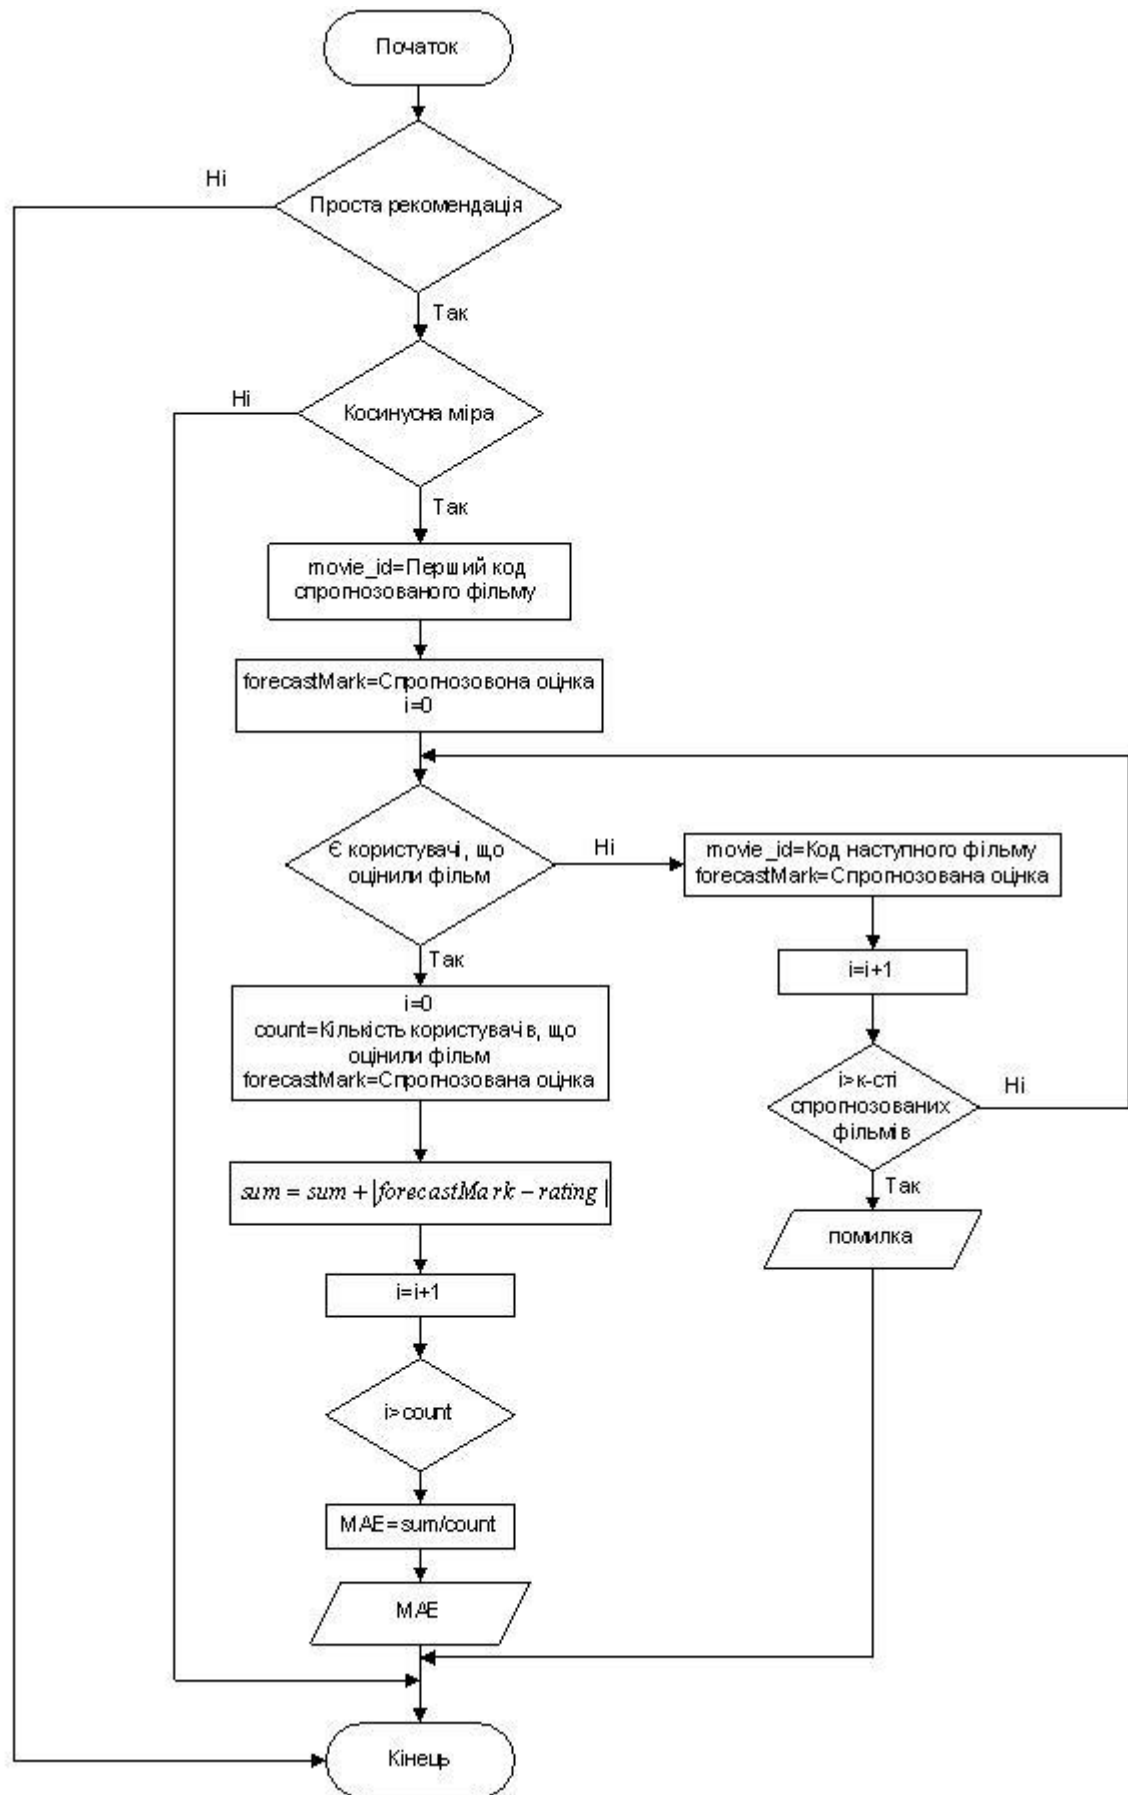 Початок
Ні
Проста рекомендація
Так
Ні
Косинусна міра
Так
movie_id=Перший код
спрогнозованого фільму
forecastMark=Спрогнозовона оцінка
i=0
Є користувачі, що
оцінили фільм
Ні
movie_id=Код наступного фільму
forecastMark=Спрогнозована оцінка
Так
i=i+1
i=0
count=Кількість користувачів, що
оцінили фільм
forecastMark=Спрогнозована оцінка
i>к-сті
спрогнозованих
фільмів
Ні
Так
sum = sum + |forecastMark − rating |
помилка
i=i+1
i>count
MAE=sum/count
MAE
Кінець